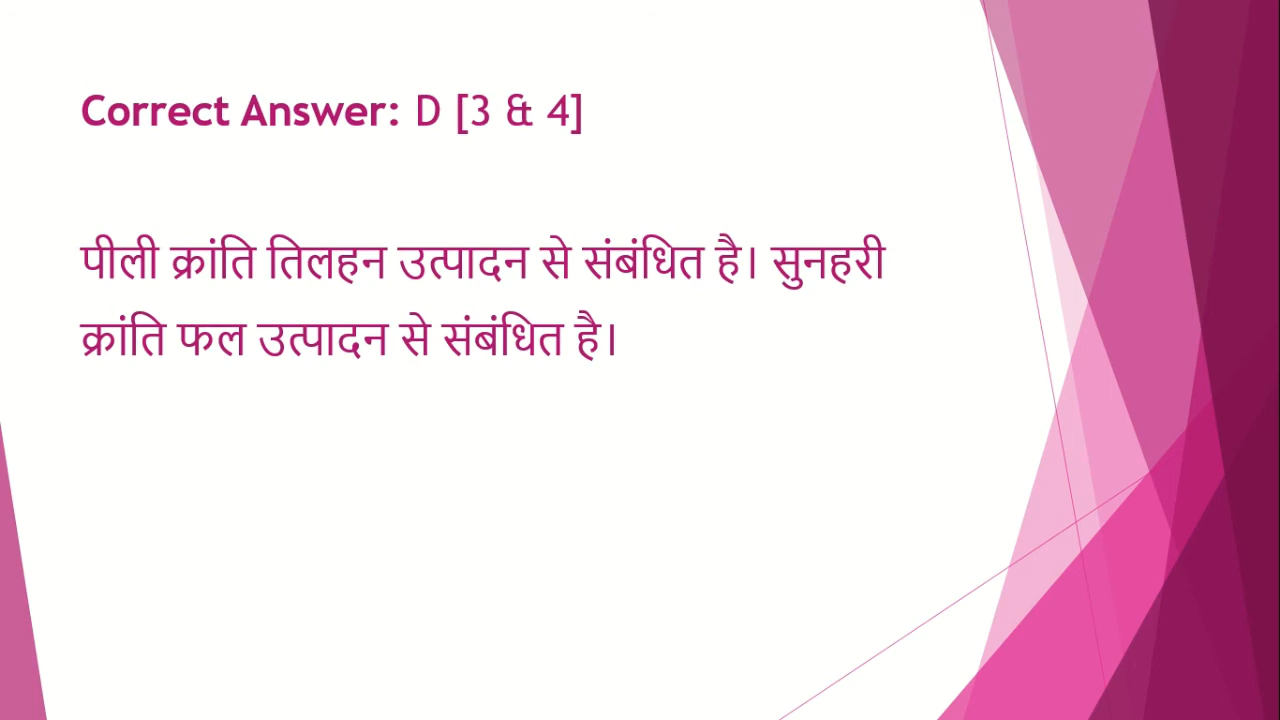 Correct Answer: D [3 & 4]
पीली क्रांति तिलहन उत्पादन से संबंधित है। सुनहरी
क्रांति फल उत्पादन से संबंधित है।